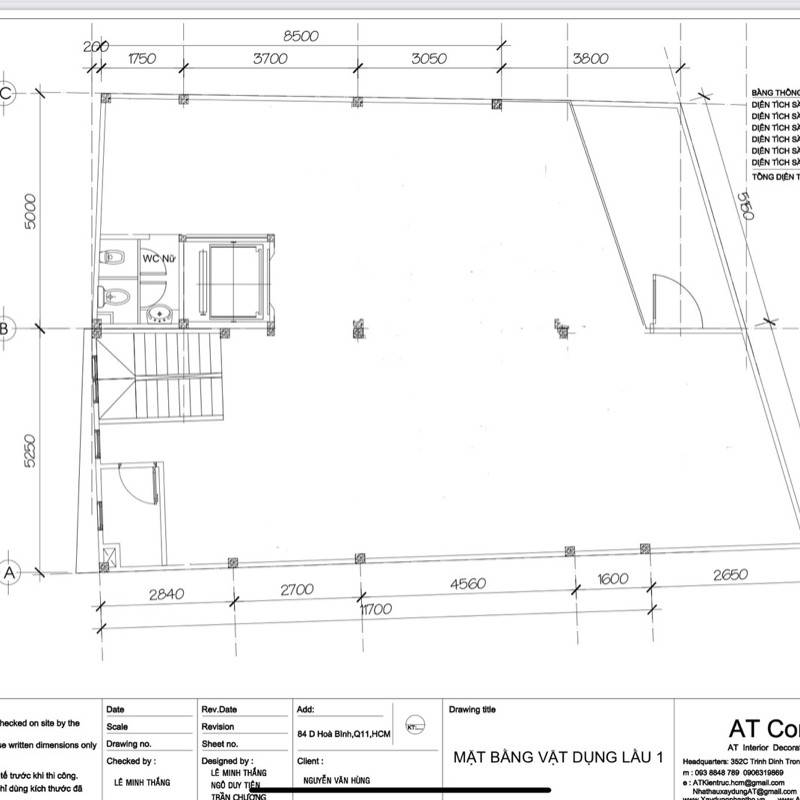 8500
200
1750
3700
3050
3800
C
BẢNG THÔNG
DIỆN TÍCH SÀ
DIỆN TÍCH SÀ
DIỆN TÍCH SÀ
DIỆN TÍCH SÀ
DIỆN TÍCH SÀ
DIỆN TÍCH SÀ
TỔNG DIỆN T
5000
5150
WC Nữ
B
5250
A
2840
2700
4560
1600
2650
11700
Date
Rev.Date
Add:
Drawing title
hecked on site by the
Scale
Revision
84 D Hoà Bình,Q11,HCM
KT
AT Co
se written dimensions only
Drawing no.
Sheet no.
AT Interior Decorat
Checked by :
Designed by :
Client :
MẶT BẰNG VẬT DỤNG LẦU 1
Headquarters: 352C Trinh Dinh Tron
LÊ MINH THẮNG
m : 093 8848 789 0906319869
tế trước khi thi công.
LÊ MINH THẮNG
NGÔ DUY TIÊN
NGUYỄN VĂN HÙNG
e : ATKientruc.hcm@gmail.com
NhathauxaydungAT@gmail.com
hỉ dùng kích thước đã
TRẦN CHƯƠNG